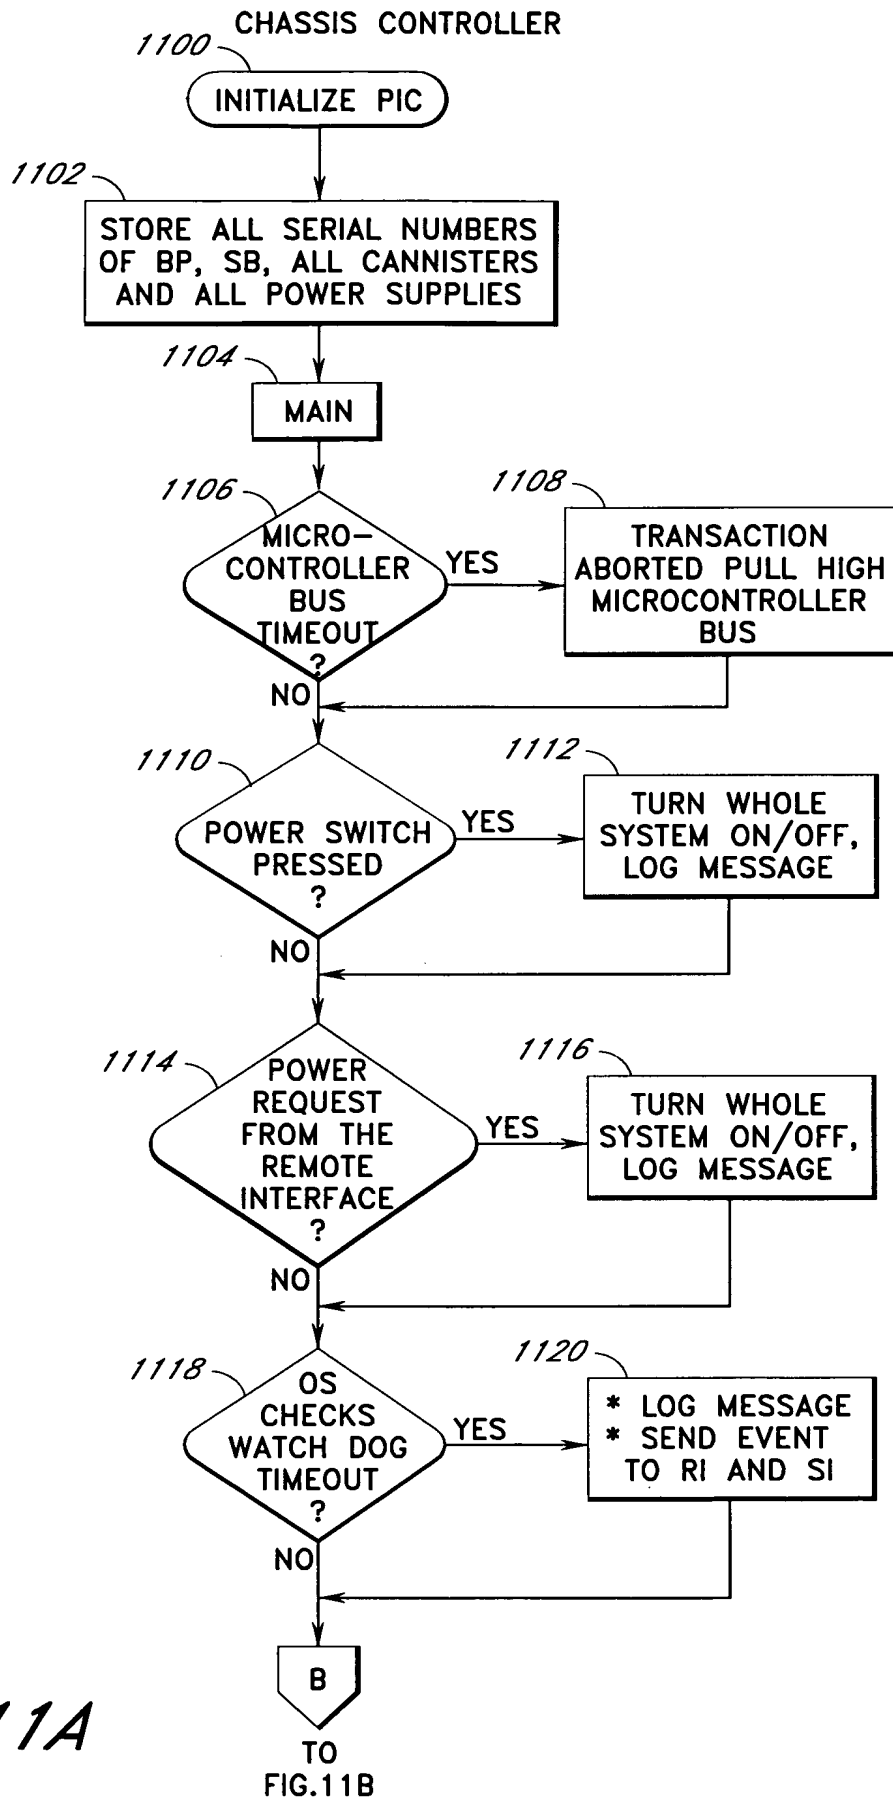 CHASSIS CONTROLLER
1100
INITIALIZE PIC
1102
STORE ALL SERIAL NUMBERS
OF BP, SB, ALL CANNISTERS
AND ALL POWER SUPPLIES
1104
MAIN
1106
MICRO-
CONTROLLER
BUS
TIMEOUT
?
YES
NO
1108
TRANSACTION
ABORTED PULL HIGH
MICROCONTROLLER
BUS
1110
POWER SWITCH
PRESSED
?
YES
NO
1112
TURN WHOLE
SYSTEM ON/OFF,
LOG MESSAGE
1114
POWER
REQUEST
FROM THE
REMOTE
INTERFACE
?
YES
NO
1116
TURN WHOLE
SYSTEM ON/OFF,
LOG MESSAGE
1118
OS
CHECKS
WATCH DOG
TIMEOUT
?
YES
NO
1120
* LOG MESSAGE
* SEND EVENT
TO RI AND SI
B
TO
FIG.11B
11A